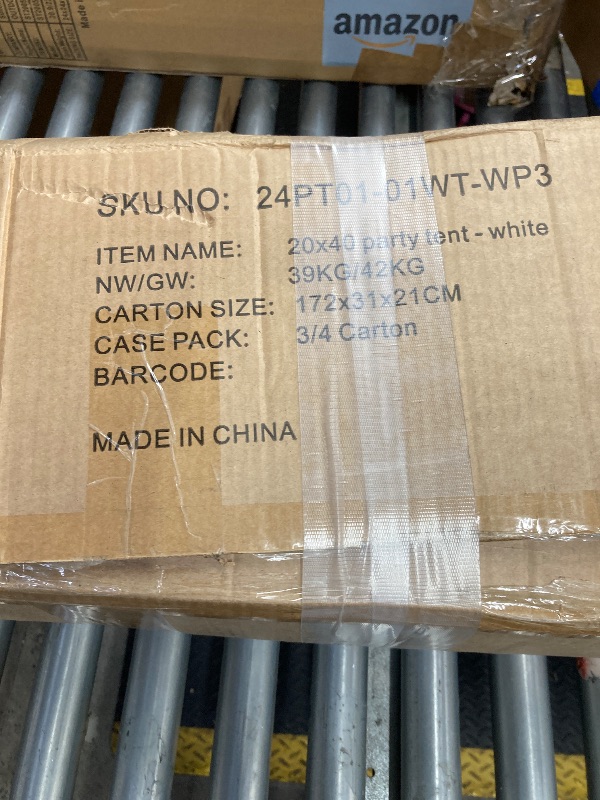 amazon
SKU NO: 24PT01-01WT-WP3
ITEM NAME: 20x40 party tent - white
NW/GW: 39KG/42KG
CARTON SIZE: 172x31x21CM
CASE PACK: 3/4 Carton
BARCODE:
MADE IN CHINA